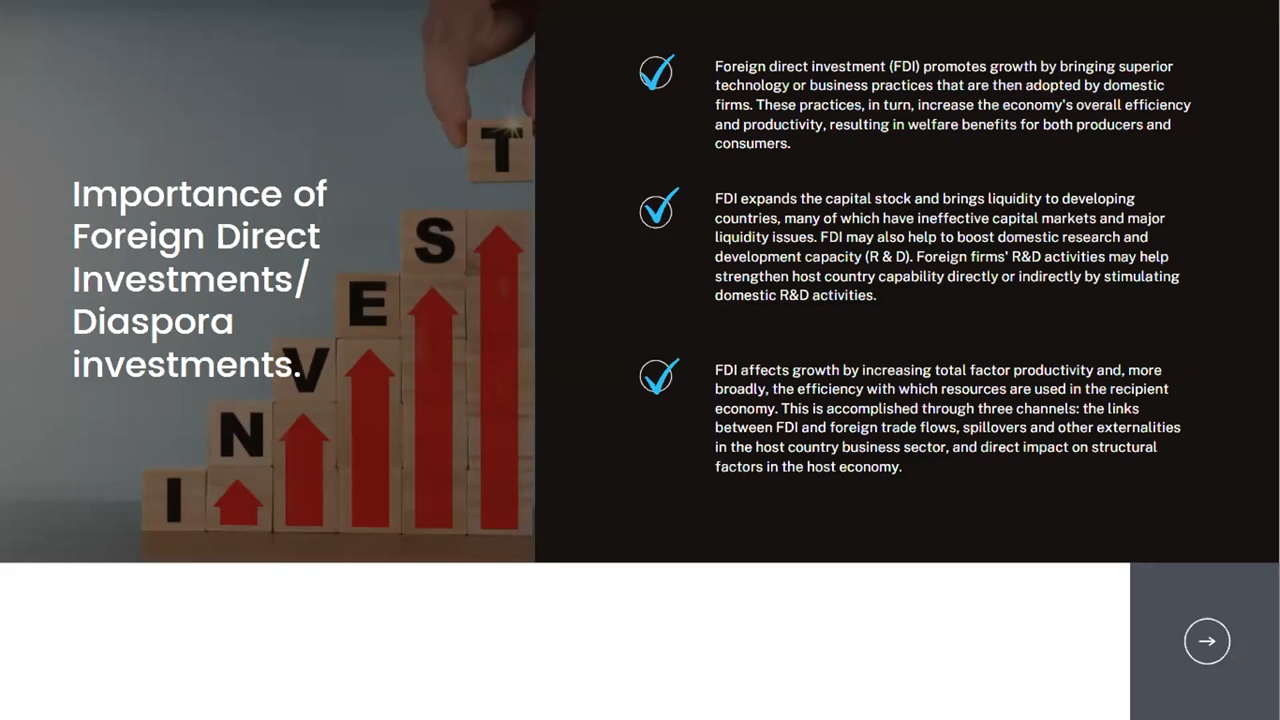 Importance of
Foreign Direct
Investments/
Diaspora
investments.
I
N
V
E
S
T
Foreign direct investment (FDI) promotes growth by bringing superior
technology or business practices that are then adopted by domestic
firms. These practices, in turn, increase the economy's overall efficiency
and productivity, resulting in welfare benefits for both producers and
consumers.
FDI expands the capital stock and brings liquidity to developing
countries, many of which have ineffective capital markets and major
liquidity issues. FDI may also help to boost domestic research and
development capacity (R & D). Foreign firms' R&D activities may help
strengthen host country capability directly or indirectly by stimulating
domestic R&D activities.
FDI affects growth by increasing total factor productivity and, more
broadly, the efficiency with which resources are used in the recipient
economy. This is accomplished through three channels: the links
between FDI and foreign trade flows, spillovers and other externalities
in the host country business sector, and direct impact on structural
factors in the host economy.